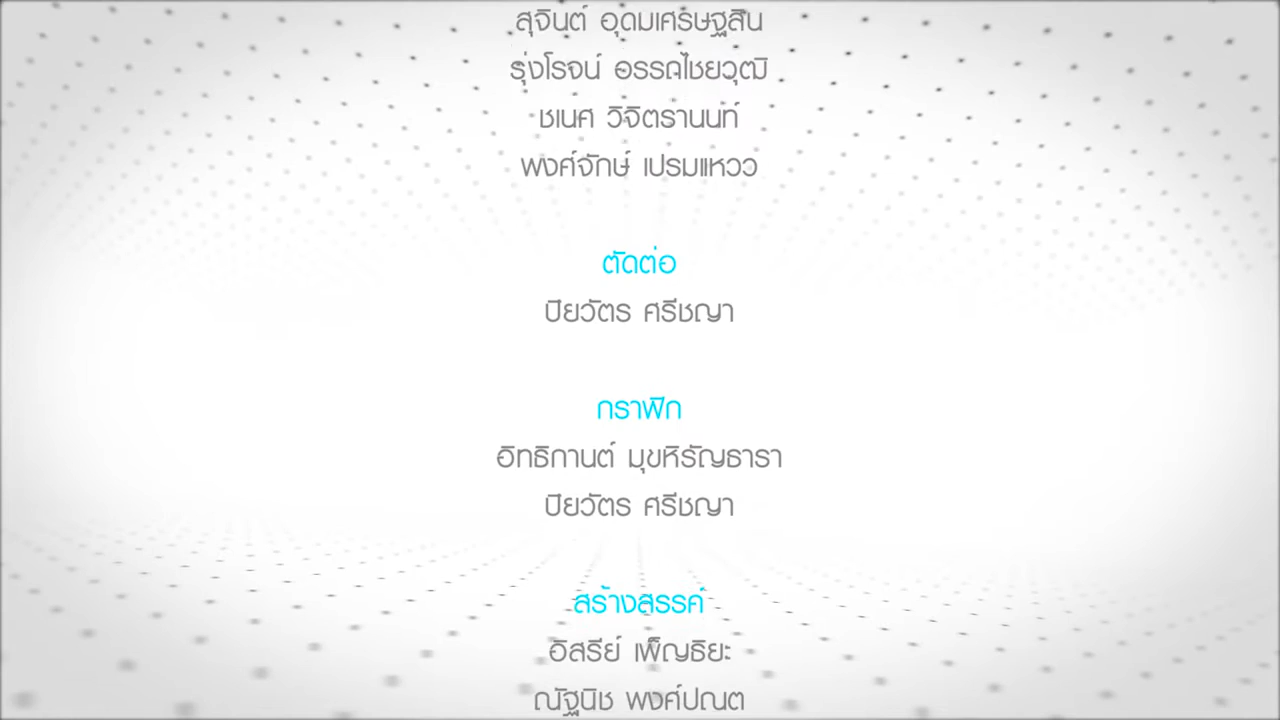 สุจินต์ อุดมเศรษฐสิน
รุ่งโรจน์ อรรถไชยวุฒิ
ชเนศ วิจิตรานนท์
พงศ์จักษ์ เปรมแหวว
ตัดต่อ
ปิยวัตร ศรีชญา
กราฟิก
อิทธิกานต์ มุขหิรัญธารา
ปิยวัตร ศรีชญา
สร้างสรรค์
อิสรีย์ เพ็ญธิยะ
ณัฐนิช พงศ์ปณต